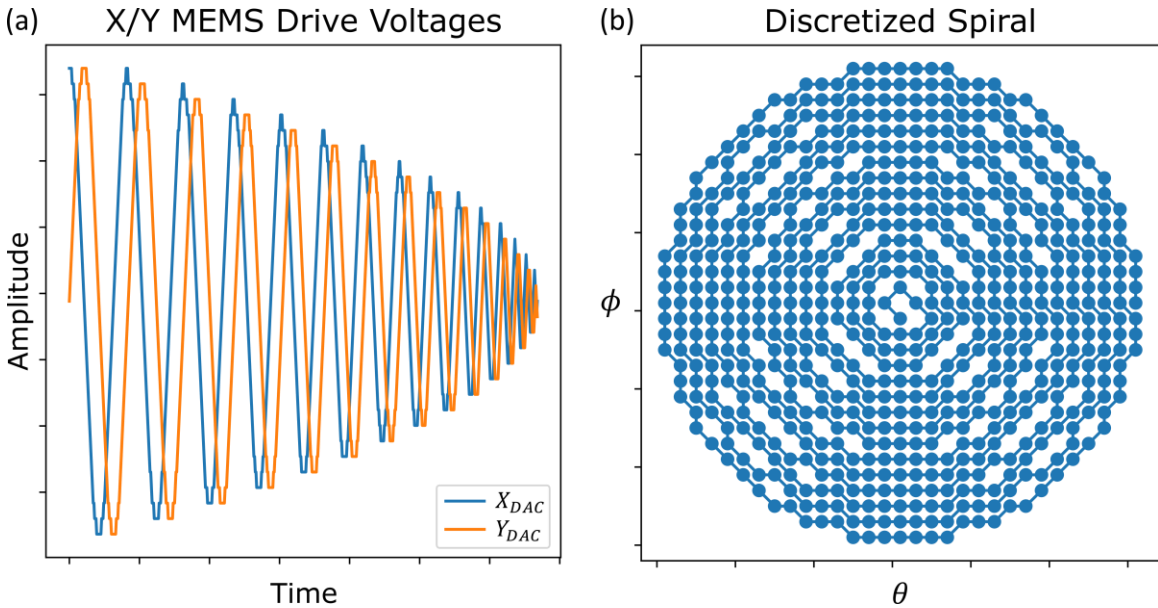 (a) X/Y MEMS Drive Voltages
Amplitude
X_DAC
Y_DAC
Time
(b) Discretized Spiral
ϕ
θ